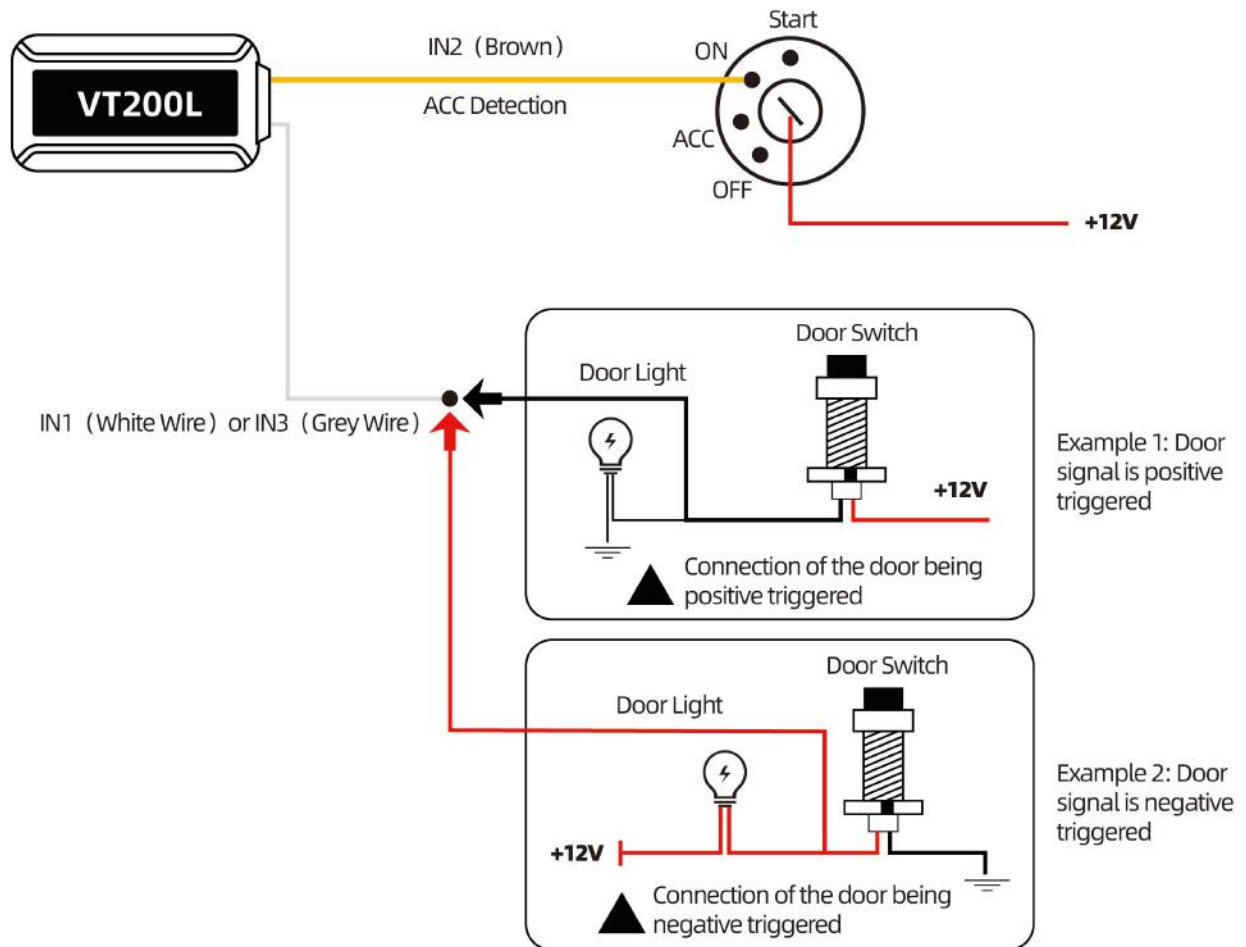 Start
IN2（Brown）
ON
VT200L
ACC Detection
ACC
OFF
+12V
Door Switch
Door Light
IN1（White Wire）or IN3（Grey Wire）
+12V
Example 1: Door
signal is positive
triggered
Connection of the door being
positive triggered
Door Switch
Door Light
+12V
Example 2: Door
signal is negative
triggered
Connection of the door being
negative triggered